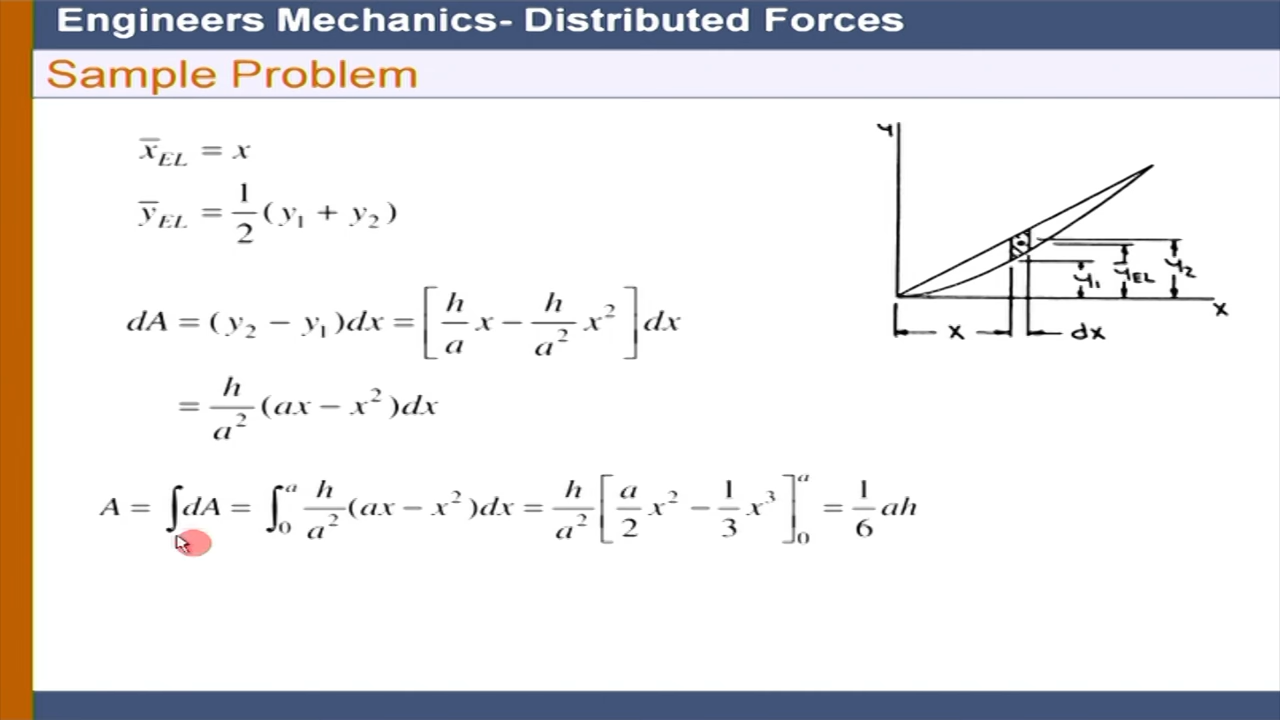 Engineers Mechanics- Distributed Forces
Sample Problem
x̄_EL = x
ȳ_EL = 1/2 (y₁ + y₂)
dA = (y₂ − y₁)dx = [h/a x − h/a² x²]dx
= h/a² (ax − x²)dx
A = ∫dA = ∫₀ᵃ h/a² (ax − x²)dx = h/a² [a/2 x² − 1/3 x³]₀ᵃ = 1/6 ah
y
y₁
y_EL
y₂
x
x
dx